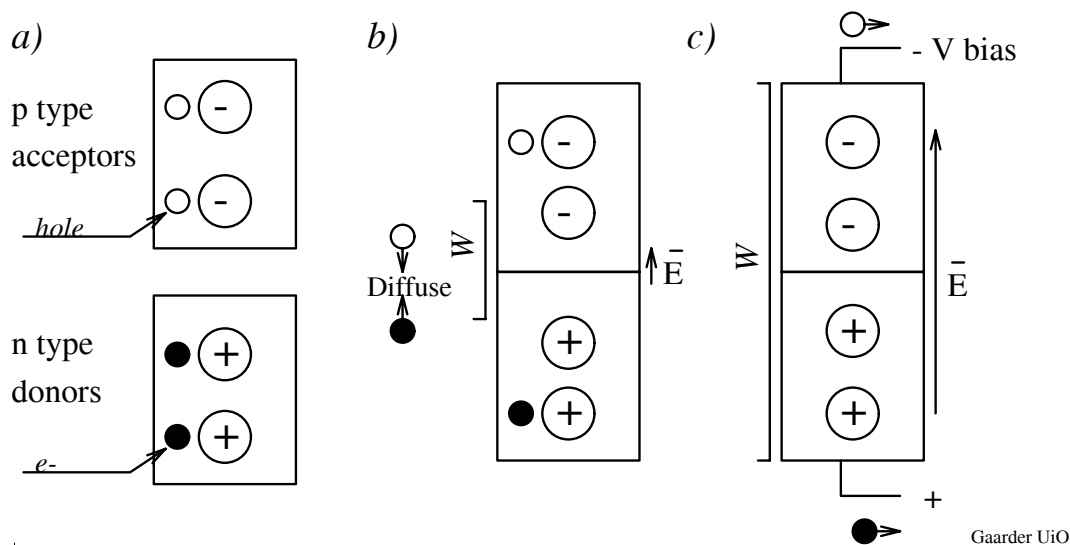 a)
p type
acceptors
hole
-
-
n type
donors
e-
+
+
b)
Diffuse
W
-
-
+
+
E
c)
- V bias
W
-
-
+
+
E
+
Gaarder UiO